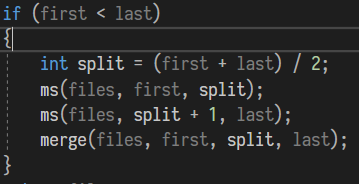 if (first < last)
{
int split = (first + last) / 2;
ms(files, first, split);
ms(files, split + 1, last);
merge(files, first, split, last);
}